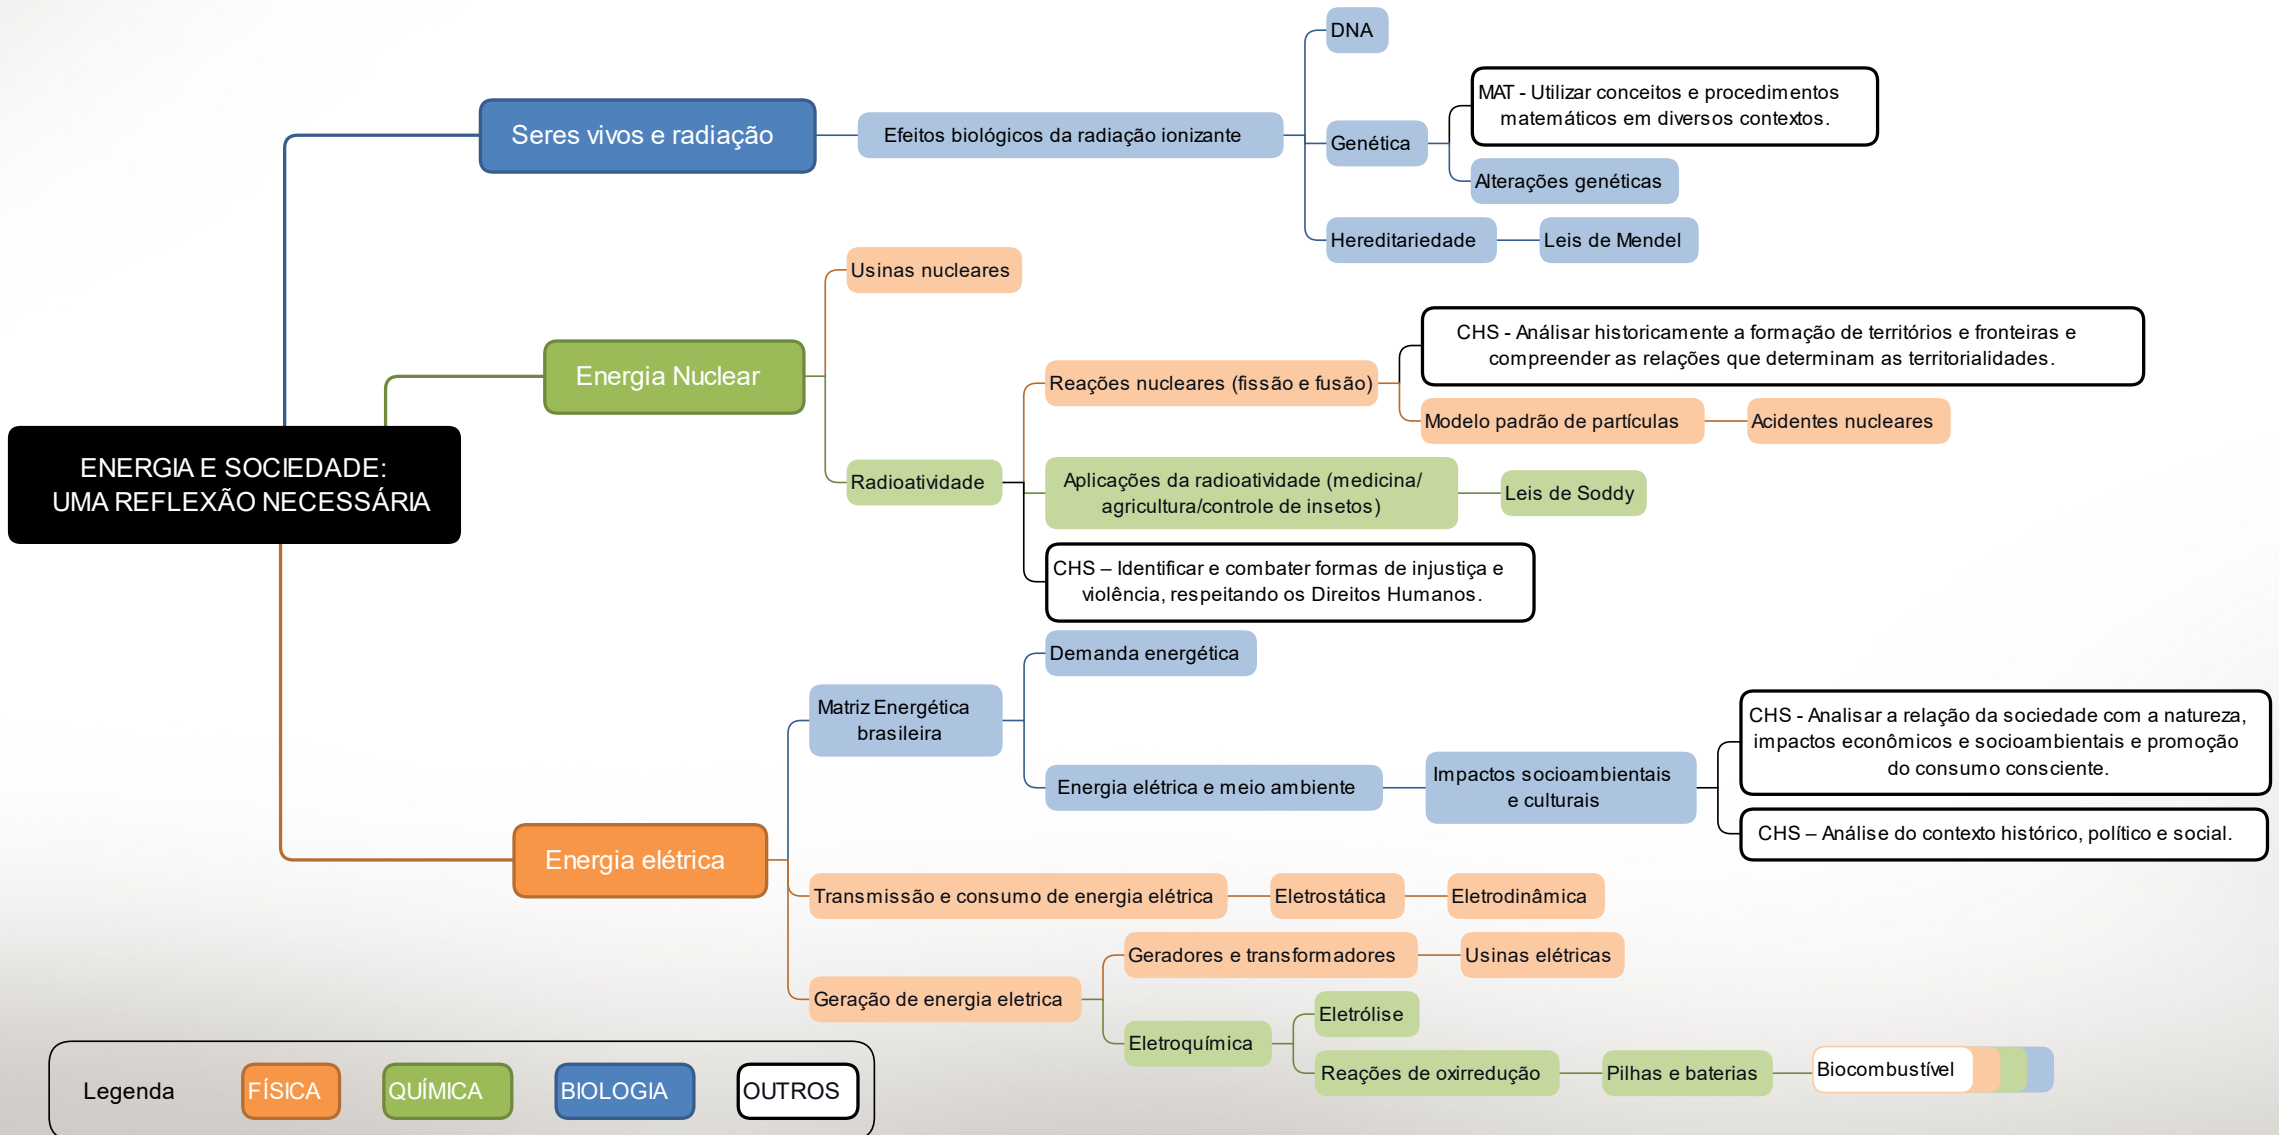 DNA
MAT - Utilizar conceitos e procedimentos
matemáticos em diversos contextos.
Seres vivos e radiação
Efeitos biológicos da radiação ionizante
Genética
Alterações genéticas
Hereditariedade
Leis de Mendel
Usinas nucleares
CHS - Análisar historicamente a formação de territórios e fronteiras e
compreender as relações que determinam as territorialidades.
Energia Nuclear
Reações nucleares (fissão e fusão)
Modelo padrão de partículas
Acidentes nucleares
ENERGIA E SOCIEDADE:
UMA REFLEXÃO NECESSÁRIA
Radioatividade
Aplicações da radioatividade (medicina/
agricultura/controle de insetos)
Leis de Soddy
CHS – Identificar e combater formas de injustiça e
violência, respeitando os Direitos Humanos.
Demanda energética
Matriz Energética
brasileira
CHS - Analisar a relação da sociedade com a natureza,
impactos econômicos e socioambientais e promoção
do consumo consciente.
Energia elétrica e meio ambiente
Impactos socioambientais
e culturais
CHS – Análise do contexto histórico, político e social.
Energia elétrica
Transmissão e consumo de energia elétrica
Eletrostática
Eletrodinâmica
Geradores e transformadores
Usinas elétricas
Geração de energia eletrica
Eletrólise
Eletroquímica
Reações de oxirredução
Pilhas e baterias
Biocombustível
Legenda
FÍSICA
QUÍMICA
BIOLOGIA
OUTROS